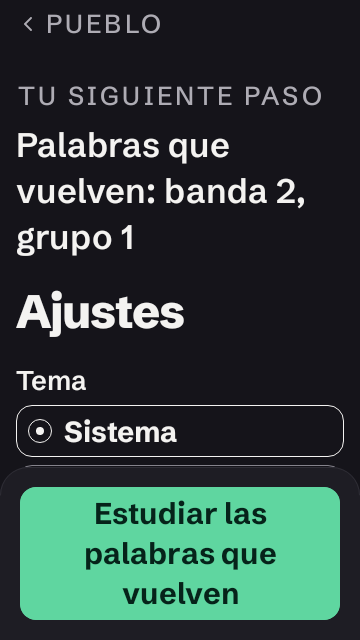 PUEBLO
TU SIGUIENTE PASO
Palabras que
vuelven: banda 2,
grupo 1
Ajustes
Tema
Sistema
Estudiar las
palabras que
vuelven